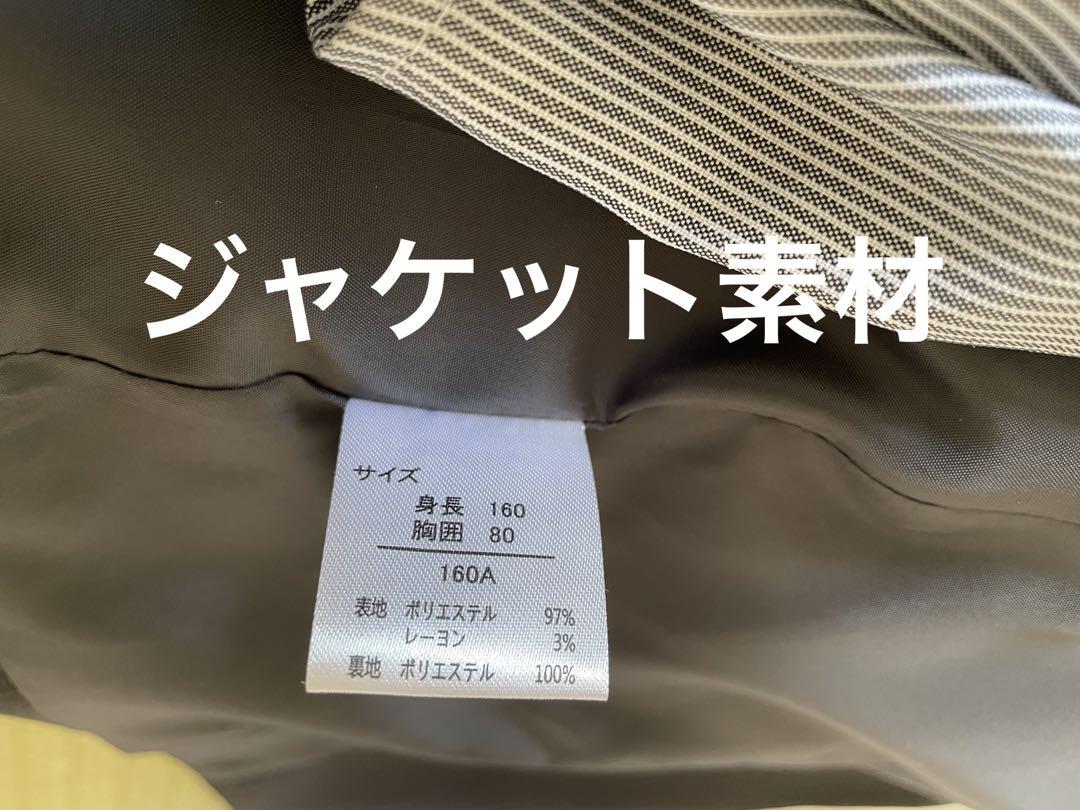 ジャケット素材
サイズ
身長 160
胸囲 80
160A
表地 ポリエステル 97%
レーヨン 3%
裏地 ポリエステル 100%